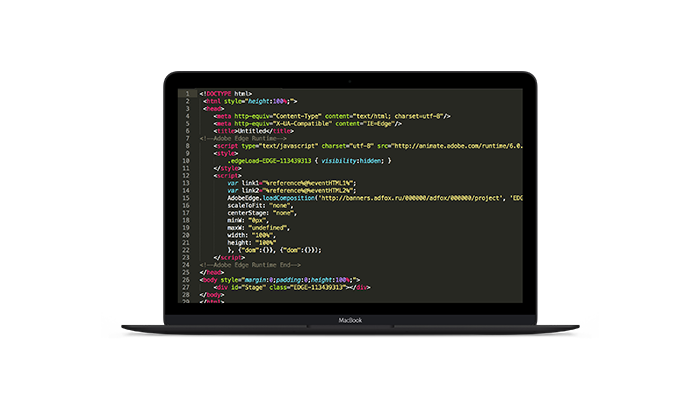 1 <!DOCTYPE html>
2 <html style="height:100%;">
3 <head>
4 <meta http-equiv="Content-Type" content="text/html; charset=utf-8"/>
5 <meta http-equiv="X-UA-Compatible" content="IE=Edge"/>
6 <title>Untitled</title>
7 <!--Adobe Edge Runtime-->
8 <script type="text/javascript" charset="utf-8" src="http://animate.adobe.com/runtime/6.0.
9 <style>
10 .edgeLoad-EDGE-113439313 { visibility:hidden; }
11 </style>
12 <script>
13 var link1="%reference%@%eventHTML1%";
14 var link2="%reference%@%eventHTML2%";
15 AdobeEdge.loadComposition('http://banners.adfox.ru/000000/adfox/000000/project', 'EDG
16 scaleToFit: "none",
17 centerStage: "none",
18 minW: "0px",
19 maxW: "undefined",
20 width: "100%",
21 height: "100%"
22 }, {"dom":{}}, {"dom":{}});
23 </script>
24 <!--Adobe Edge Runtime End-->
25 </head>
26 <body style="margin:0;padding:0;height:100%;">
27 <div id="Stage" class="EDGE-113439313"></div>
28 </body>
29 </html>
MacBook